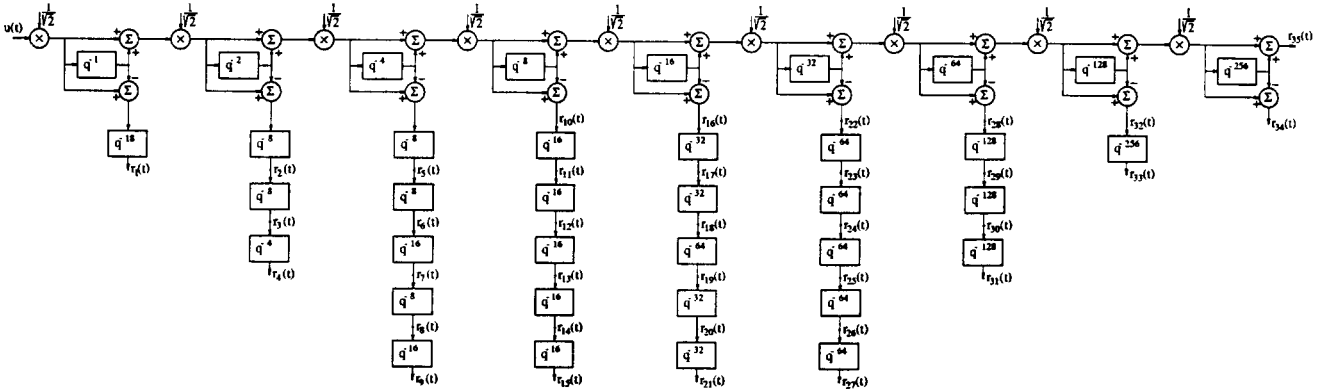 1/√2 1/√2 1/√2 1/√2 1/√2 1/√2 1/√2 1/√2 1/√2
υ(t) × + Σ × + Σ × + Σ × + Σ × + Σ × + Σ × + Σ × + Σ × + Σ r35(t)
+ + + + + + + + +
q-1 q-2 q-4 q-8 q-16 q-32 q-64 q-128 q-256
− − − − − − − − −
+ Σ + Σ + Σ + Σ + Σ + Σ + Σ + Σ + Σ
r10(t) r16(t) r22(t) r28(t) r32(t) r34(t)
q-18 q-8 q-8 q-16 q-32 q-64 q-128 q-256
r1(t) r2(t) r5(t) r11(t) r17(t) r23(t) r29(t) r33(t)
q-8 q-8 q-16 q-32 q-64 q-128
r3(t) r6(t) r12(t) r18(t) r24(t) r30(t)
q-4 q-16 q-16 q-64 q-64 q-128
r4(t) r7(t) r13(t) r19(t) r25(t) r31(t)
q-8 q-16 q-32 q-64
r8(t) r14(t) r20(t) r26(t)
q-16 q-16 q-32 q-64
r9(t) r15(t) r21(t) r27(t)